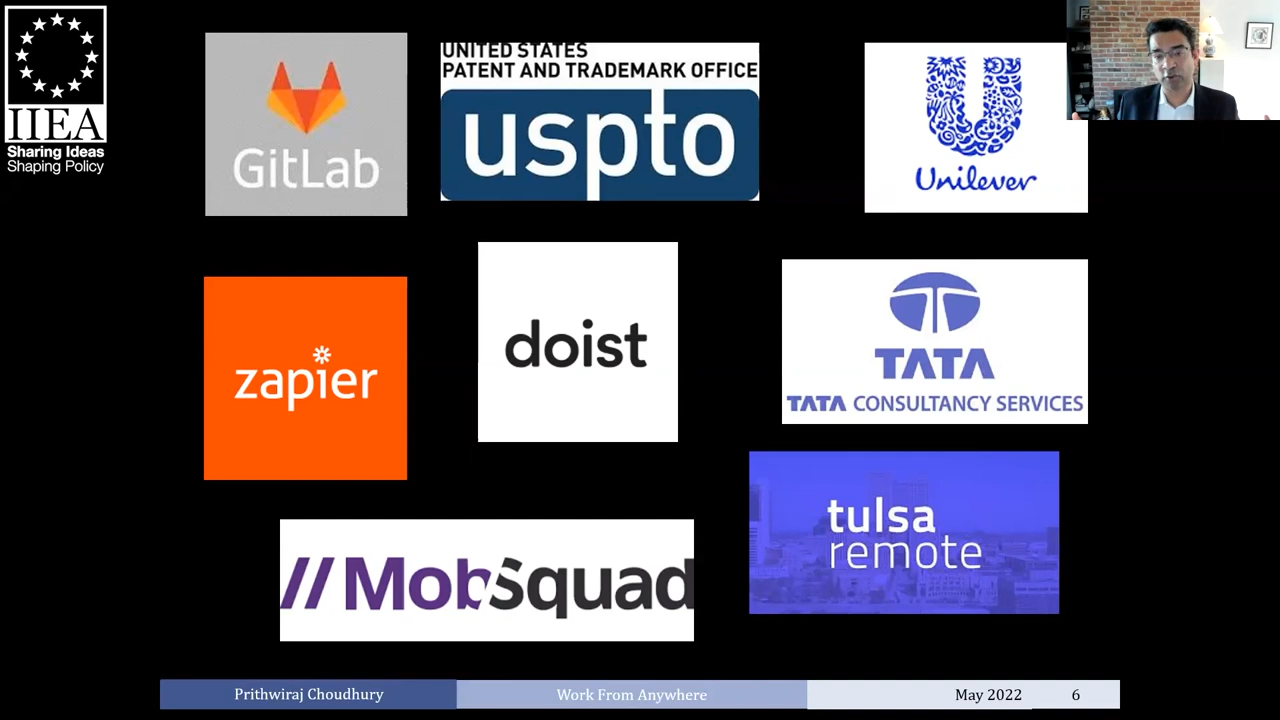 IIEA
Sharing Ideas
Shaping Policy
GitLab
UNITED STATES
PATENT AND TRADEMARK OFFICE
uspto
Unilever
zapier
doist
TATA
TATA CONSULTANCY SERVICES
//MobSquad
tulsa
remote
Prithwiraj Choudhury
Work From Anywhere
May 2022
6